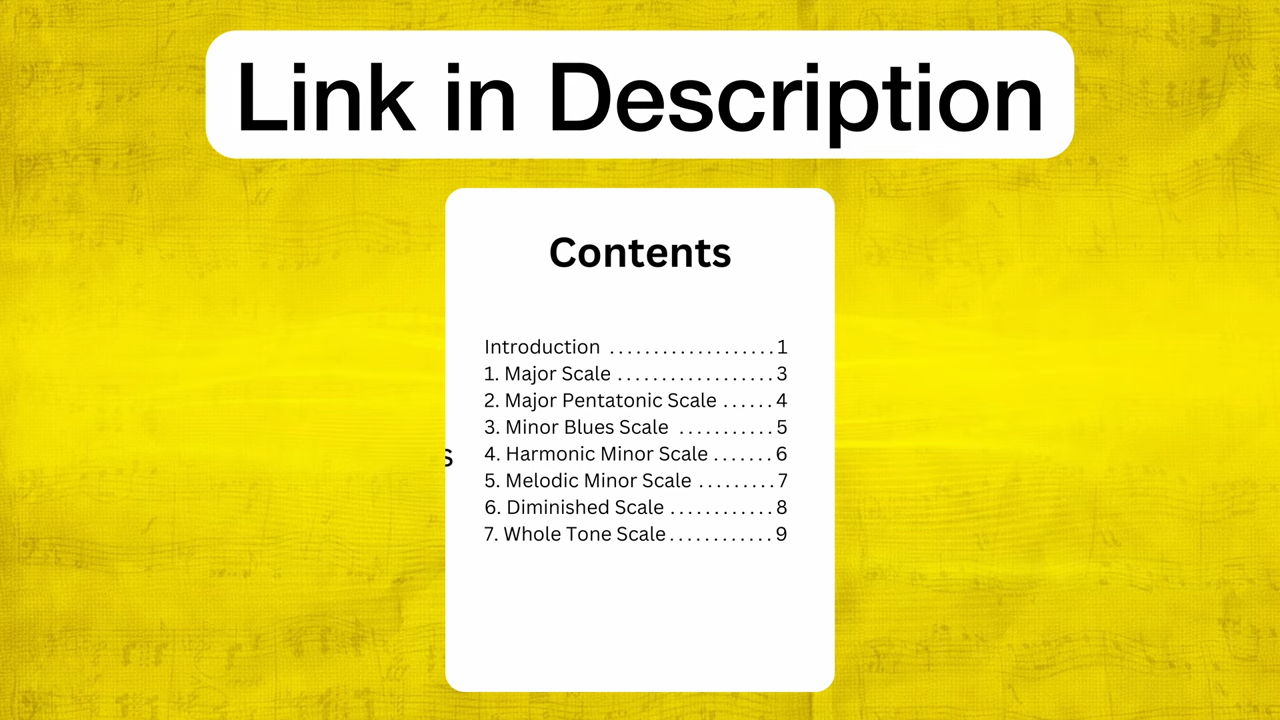 Link in Description
Contents
Introduction ...................1
1. Major Scale ..................3
2. Major Pentatonic Scale ......4
3. Minor Blues Scale ...........5
s
4. Harmonic Minor Scale .......6
5. Melodic Minor Scale .........7
6. Diminished Scale ............8
7. Whole Tone Scale............9